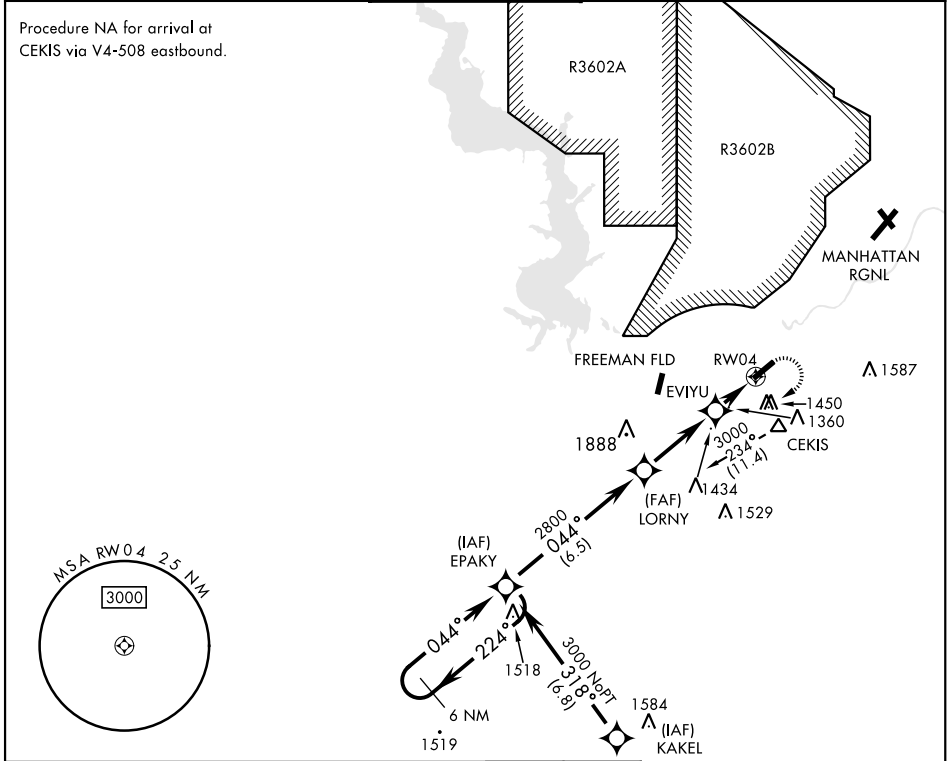 Procedure NA for arrival at
CEKIS via V4-508 eastbound.
R3602A
R3602B
MANHATTAN
RGNL
FREEMAN FLD
RW04
EVIYU
1587
1450
1360
CEKIS
1888
3000
234°
(11.4)
(FAF)
LORNY
1434
1529
2800
044°
(6.5)
(IAF)
EPAKY
MSA RW04 25 NM
3000
044°
224°
1518
3000 NoPT
318°
(6.8)
6 NM
1519
1584
(IAF)
KAKEL